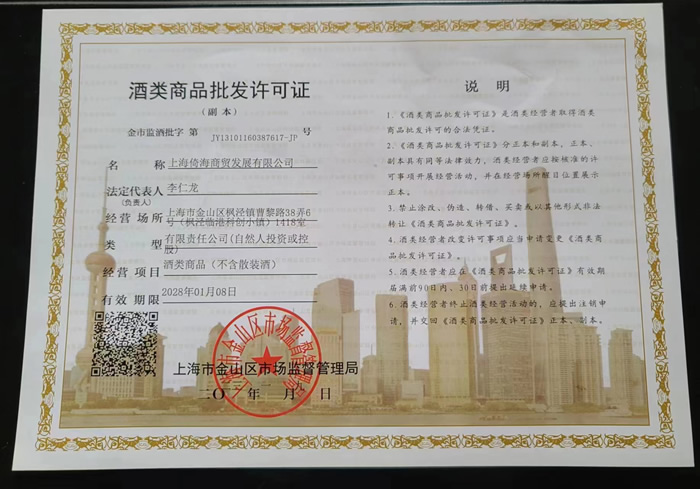 酒类商品批发许可证
（副本）
金市监酒批字 第 JY13101160387617-JP 号
名 称 上海倚海商贸发展有限公司
法定代表人 李仁龙
（负责人）
经营场所 上海市金山区枫泾镇曹黎路38弄6
号（枫泾临港科创小镇）1418室
类 型 有限责任公司(自然人投资或控
股)
经营项目 酒类商品（不含散装酒）
有效期限 2028年01月08日
上海市金山区市场监督管理局
上海市金山区市场监督管理局
二〇 年 月 日
说 明
1.《酒类商品批发许可证》是酒类经营者取得酒类
商品批发许可的合法凭证。
2.《酒类商品批发许可证》分正本和副本，正本、
副本具有同等法律效力，酒类经营者应按核准的许
可事项开展经营活动，并在经营场所醒目位置展示
正本。
3.禁止涂改、伪造、转借、买卖或以其他形式非法
转让《酒类商品批发许可证》。
4.酒类经营者改变许可事项应当申请变更《酒类商
品批发许可证》。
5.酒类经营者应在《酒类商品批发许可证》有效期
届满前90日内、30日前提出延续申请。
6.酒类经营者终止酒类经营活动的，应提出注销申
请，并交回《酒类商品批发许可证》正本、副本。